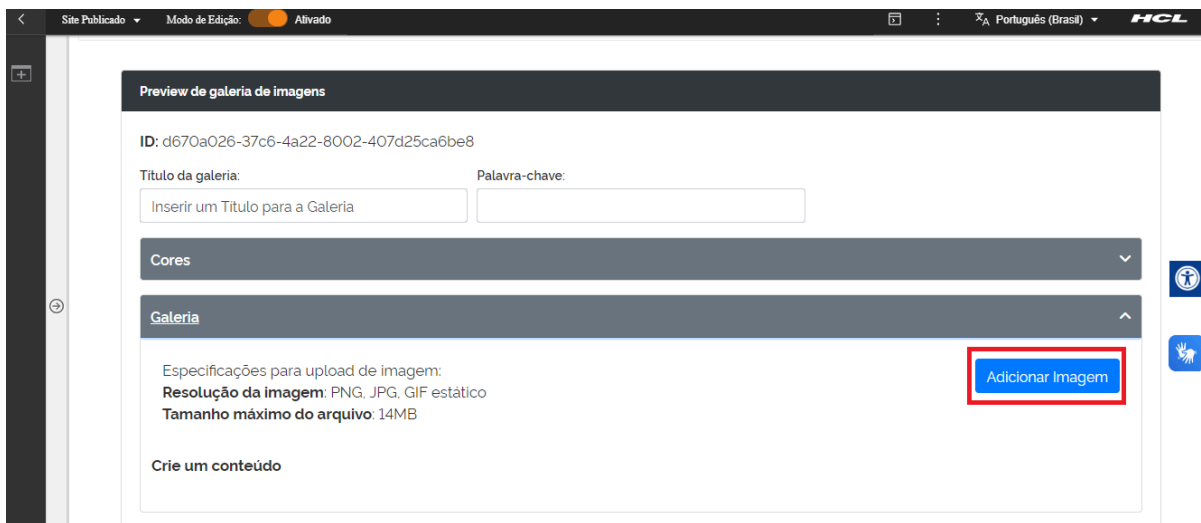 Site Publicado Modo de Edição: Ativado Português (Brasil) HCL
Preview de galeria de imagens
ID: d670a026-37c6-4a22-8002-407d25ca6be8
Título da galeria: Palavra-chave:
Inserir um Título para a Galeria
Cores
Galeria
Especificações para upload de imagem:
Adicionar Imagem
Resolução da imagem: PNG, JPG, GIF estático
Tamanho máximo do arquivo: 14MB
Crie um conteúdo